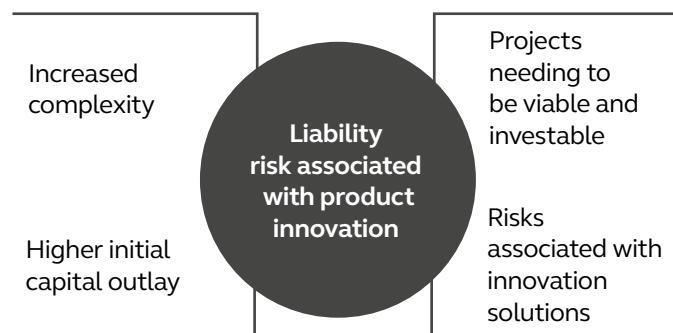 Increased
complexity
Liability
risk associated
with product
innovation
Projects
needing to
be viable and
investable
Higher initial
capital outlay
Risks
associated with
innovation
solutions